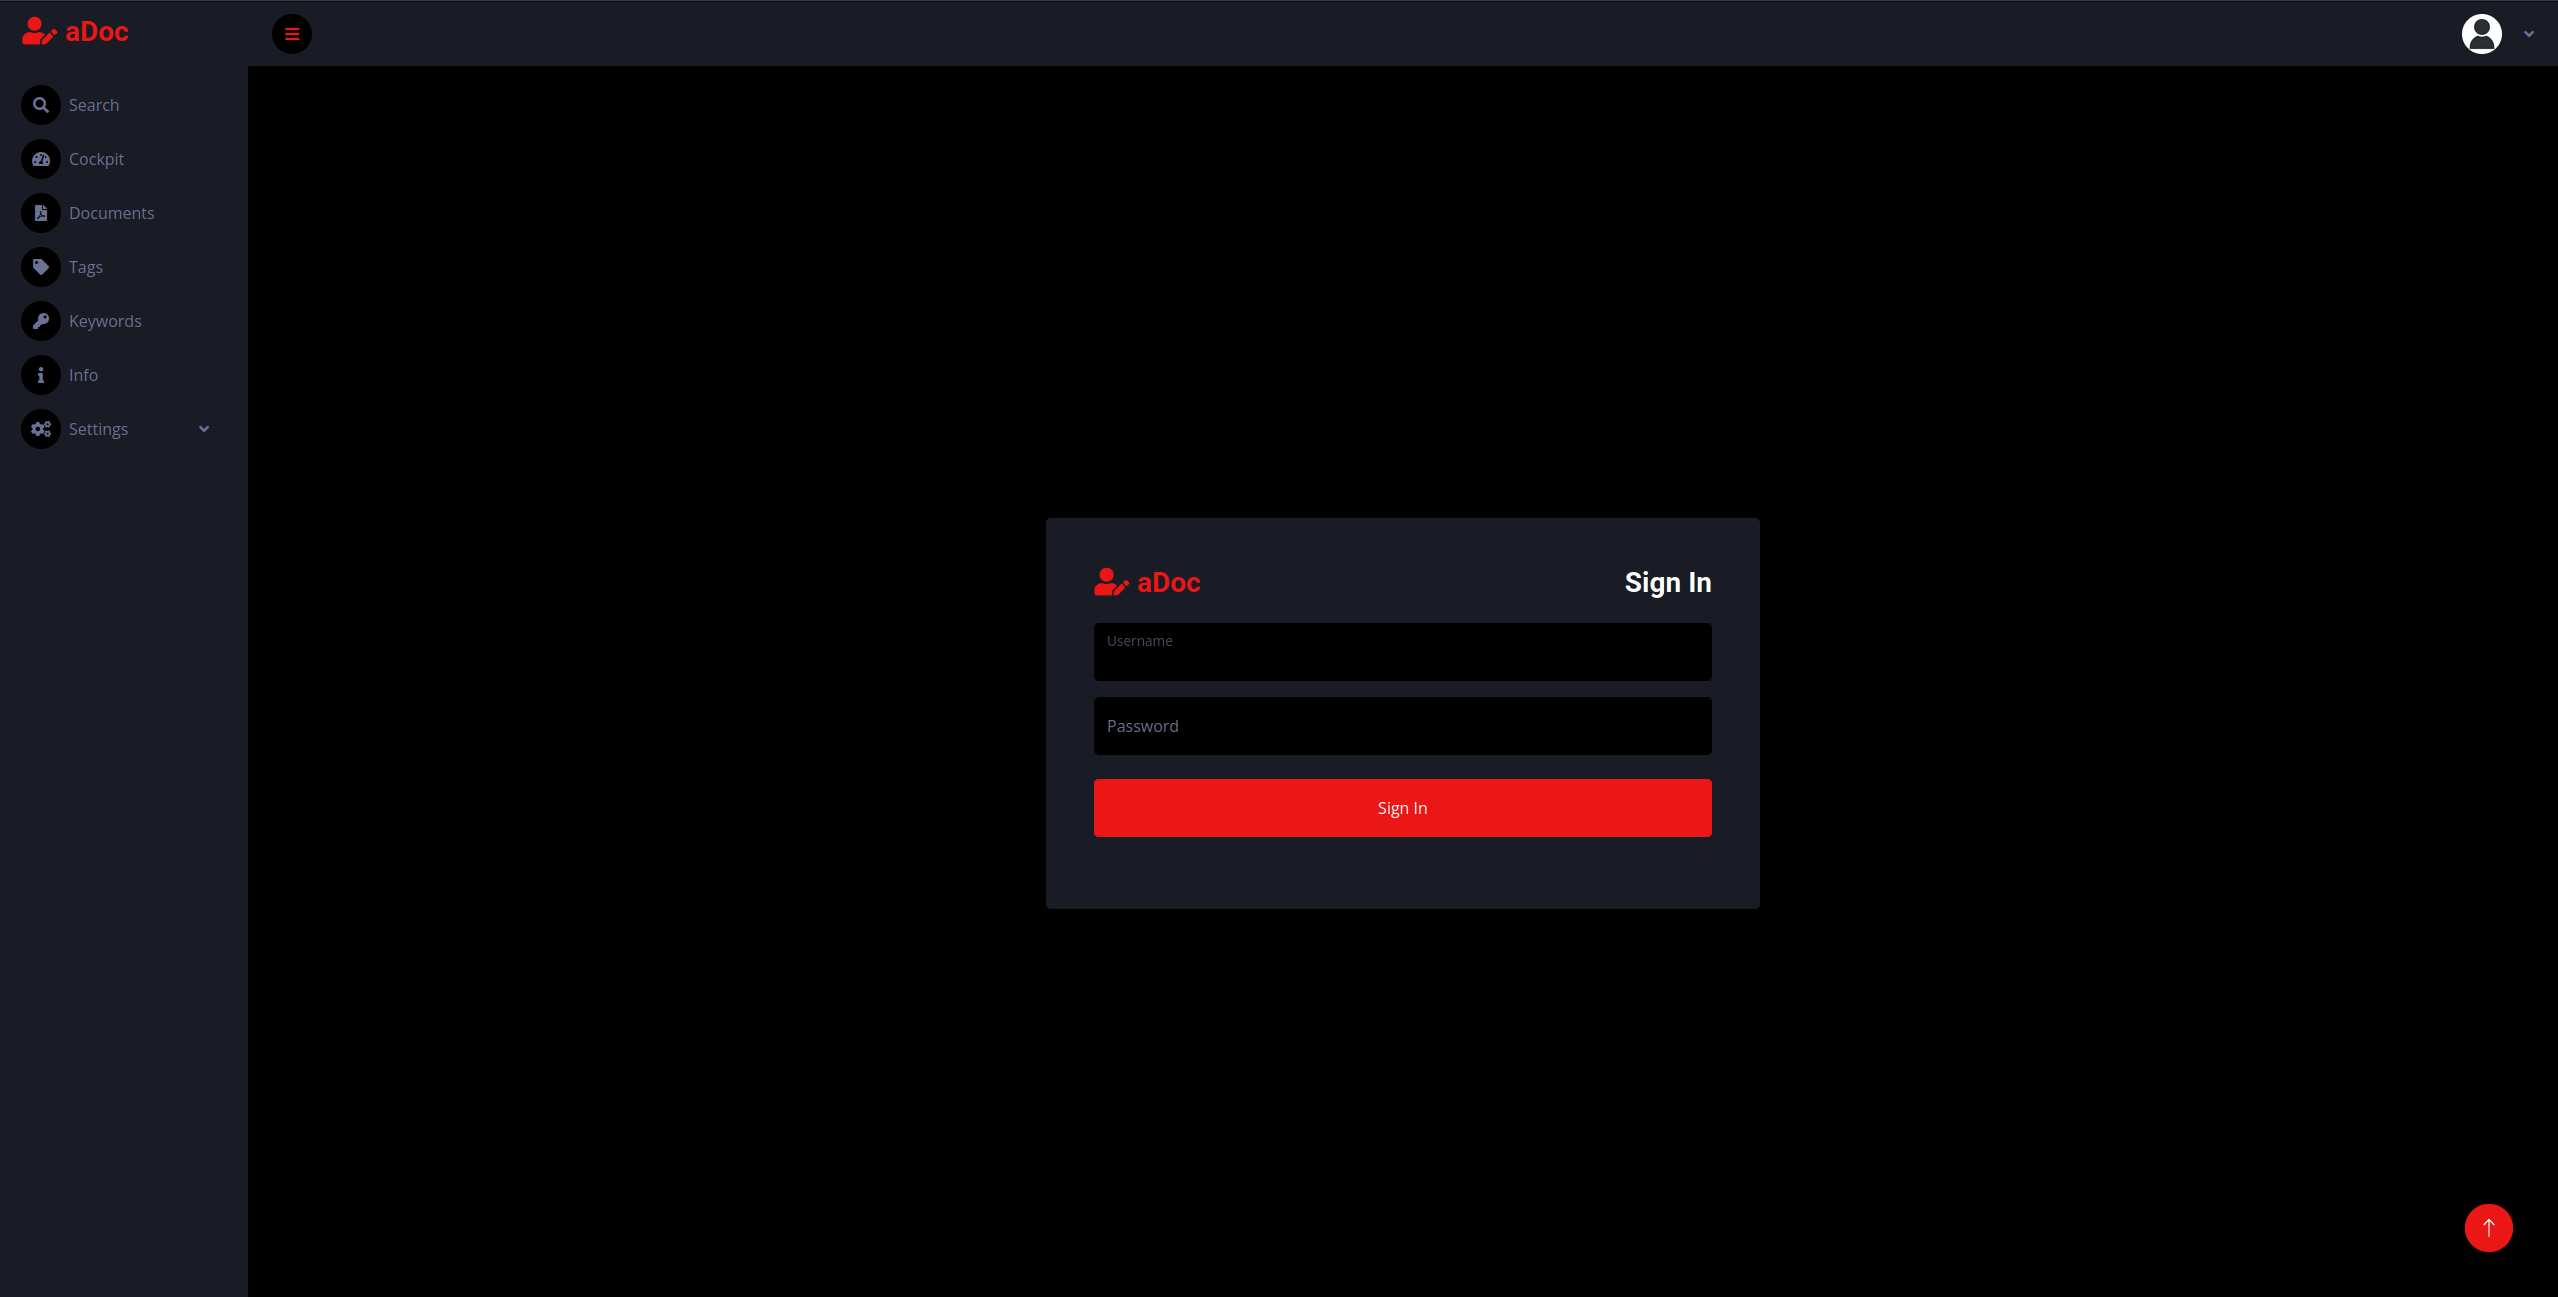 aDoc
Search
Cockpit
Documents
Tags
Keywords
Info
Settings
aDoc
Sign In
Username
Password
Sign In